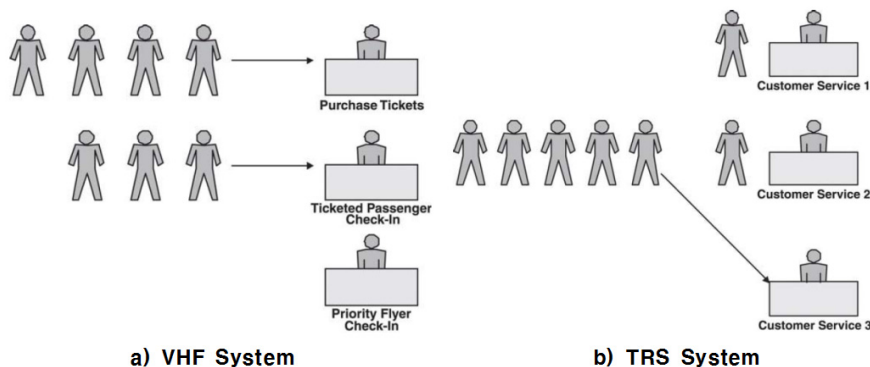 Purchase Tickets
Ticketed Passenger
Check-In
Priority Flyer
Check-In
a) VHF System
Customer Service 1
Customer Service 2
Customer Service 3
b) TRS System